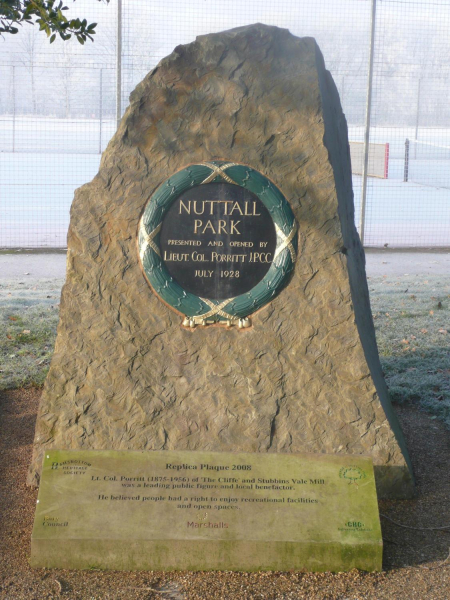 NUTTALL
PARK
PRESENTED AND OPENED BY
LIEUT COL. PORRITT J.P.C.C.
JULY 1928
Replica Plaque 2008
Lt. Col. Porritt (1875-1956) of 'The Cliffe' and Stubbins Vale Mill,
was a leading public figure and local benefactor.
He believed people had a right to enjoy recreational facilities
and open spaces.
HERITAGE
SOCIETY
Council
Marshalls